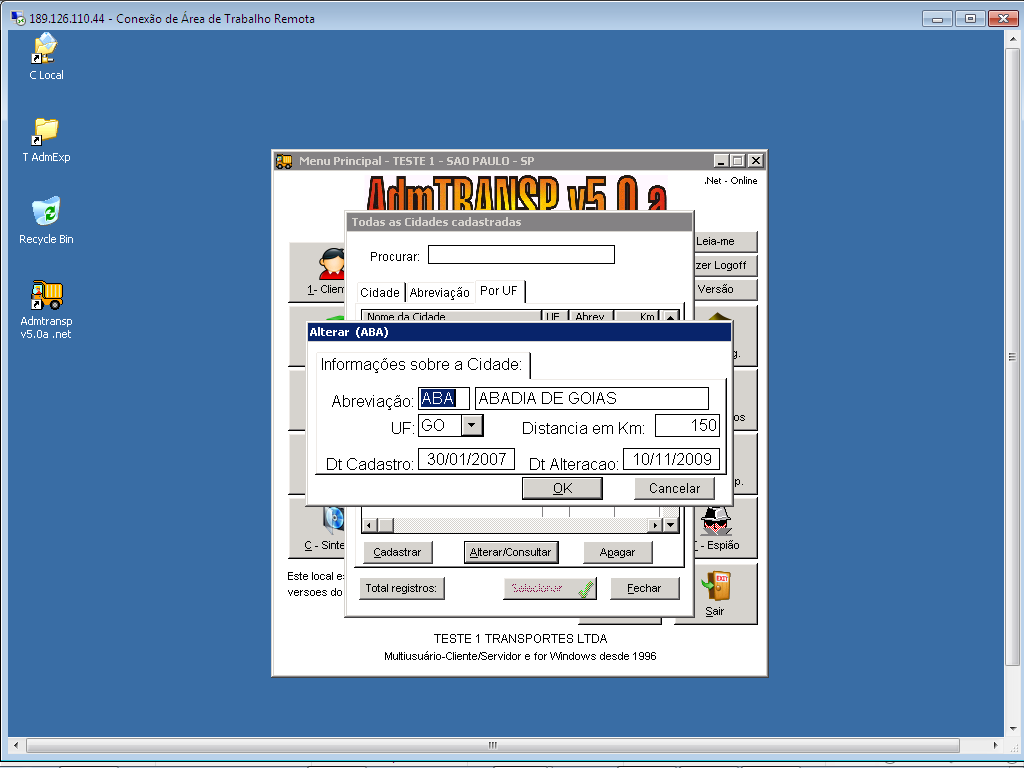 189.126.110.44 - Conexão de Área de Trabalho Remota
C Local
T AdmExp
Recycle Bin
Admtransp
v5.0a .net
Menu Principal - TESTE 1 - SAO PAULO - SP
.Net - Online
AdmTRANSP v5.0.a
Todas as Cidades cadastradas
Leia-me
Procurar:
zer Logoff
Versão
1- Clien
Cidade
Abreviação
Por UF
Nome da Cidade
UF
Abrev.
Km
Alterar (ABA)
Informações sobre a Cidade:
Abreviação:
ABA
ABADIA DE GOIAS
UF:
GO
Distancia em Km:
150
Dt Cadastro:
30/01/2007
Dt Alteracao:
10/11/2009
OK
Cancelar
g.
os
p.
C - Sinte
- Espião
Cadastrar
Alterar/Consultar
Apagar
Este local e
versoes do
Total registros:
Selecionar
Fechar
EXIT
Sair
TESTE 1 TRANSPORTES LTDA
Multiusuário-Cliente/Servidor e for Windows desde 1996